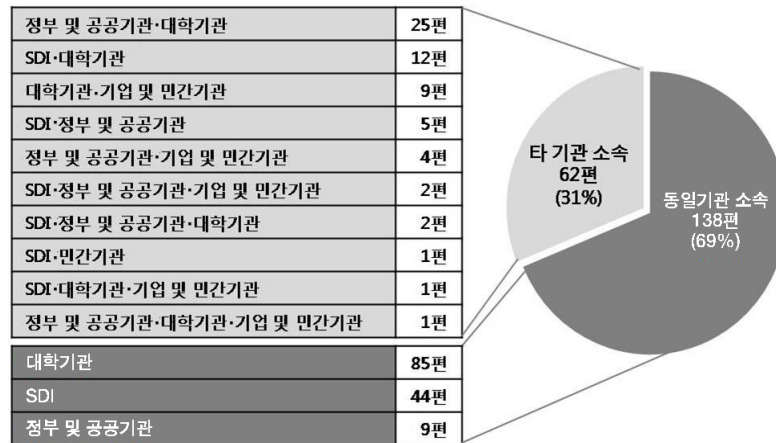 정부 및 공공기관·대학기관 25편
SDI·대학기관 12편
대학기관·기업 및 민간기관 9편
SDI·정부 및 공공기관 5편
정부 및 공공기관·기업 및 민간기관 4편
SDI·정부 및 공공기관·기업 및 민간기관 2편
SDI·정부 및 공공기관·대학기관 2편
SDI·민간기관 1편
SDI·대학기관·기업 및 민간기관 1편
정부 및 공공기관·대학기관·기업 및 민간기관 1편
대학기관 85편
SDI 44편
정부 및 공공기관 9편
타 기관 소속
62편
(31%)
동일기관 소속
138편
(69%)